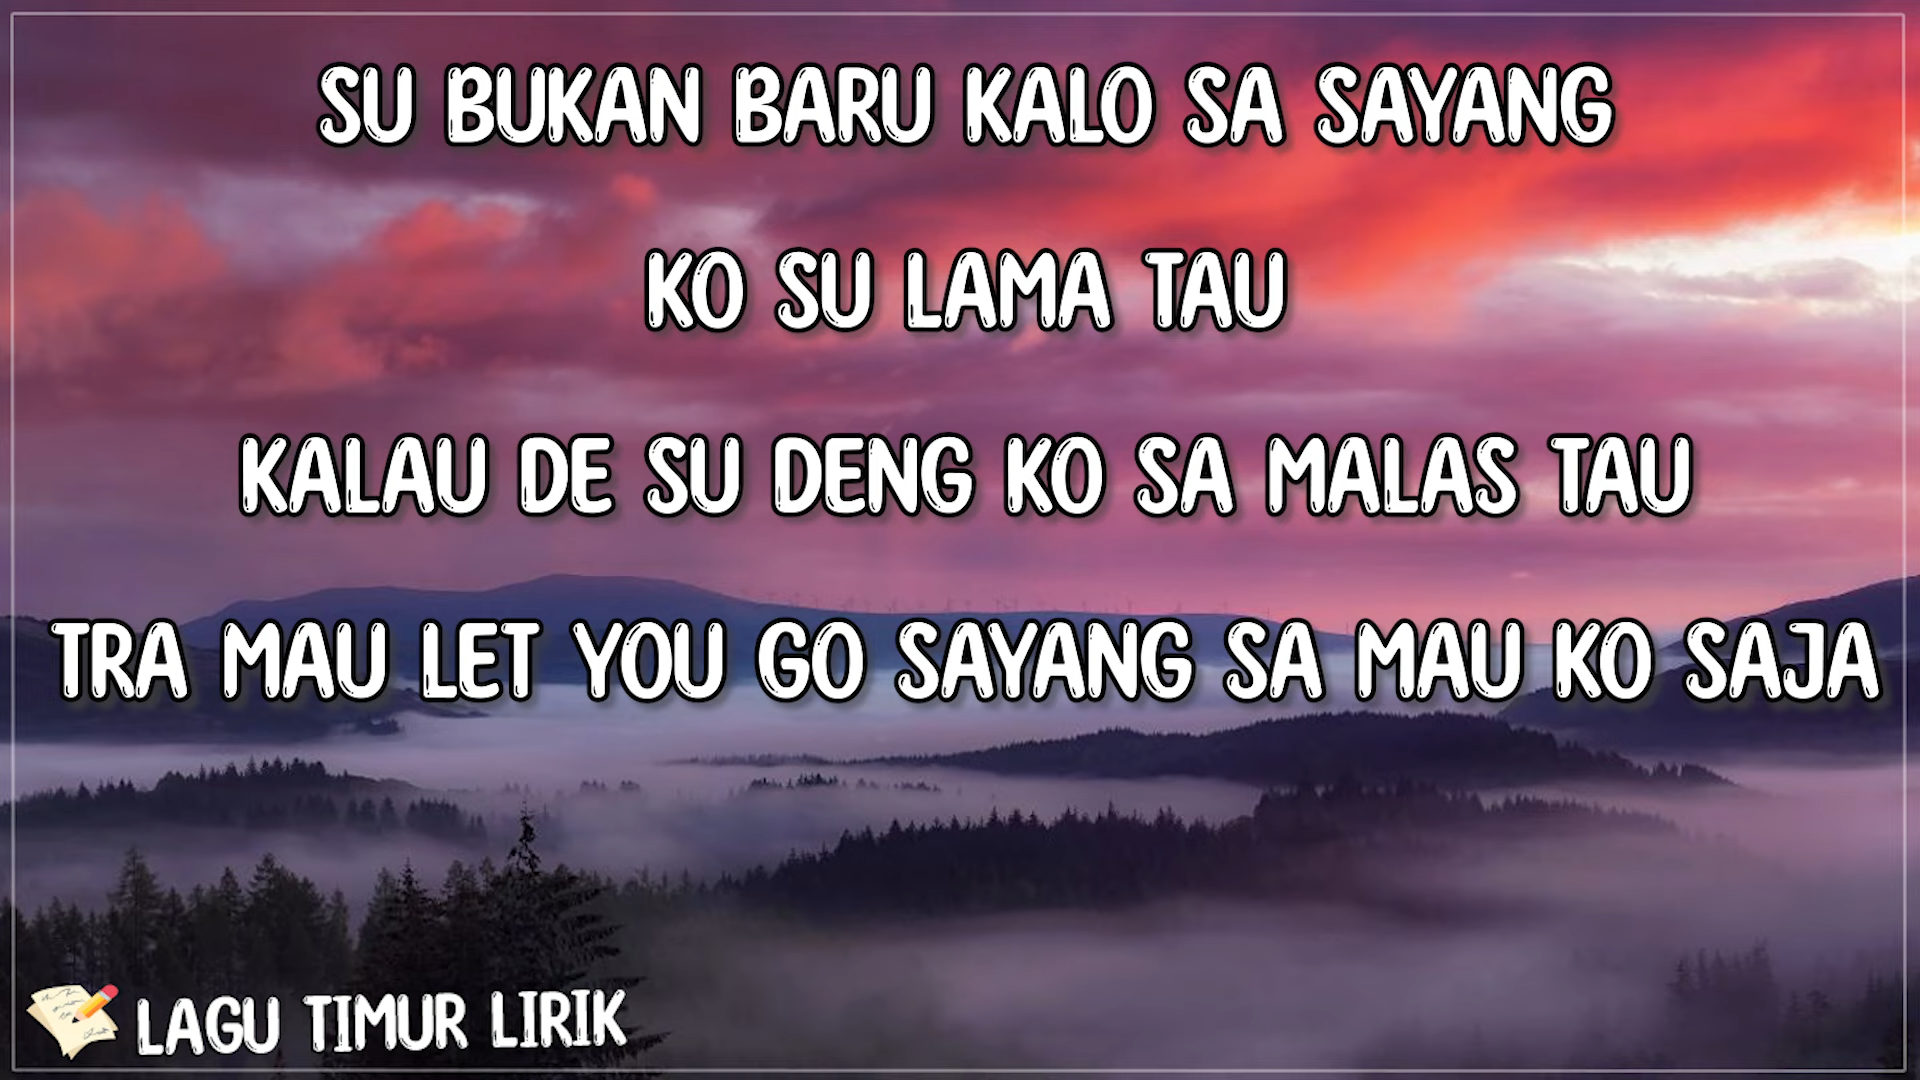 SU BUKAN BARU KALO SA SAYANG
KO SU LAMA TAU
KALAU DE SU DENG KO SA MALAS TAU
TRA MAU LET YOU GO SAYANG SA MAU KO SAJA
LAGU TIMUR LIRIK